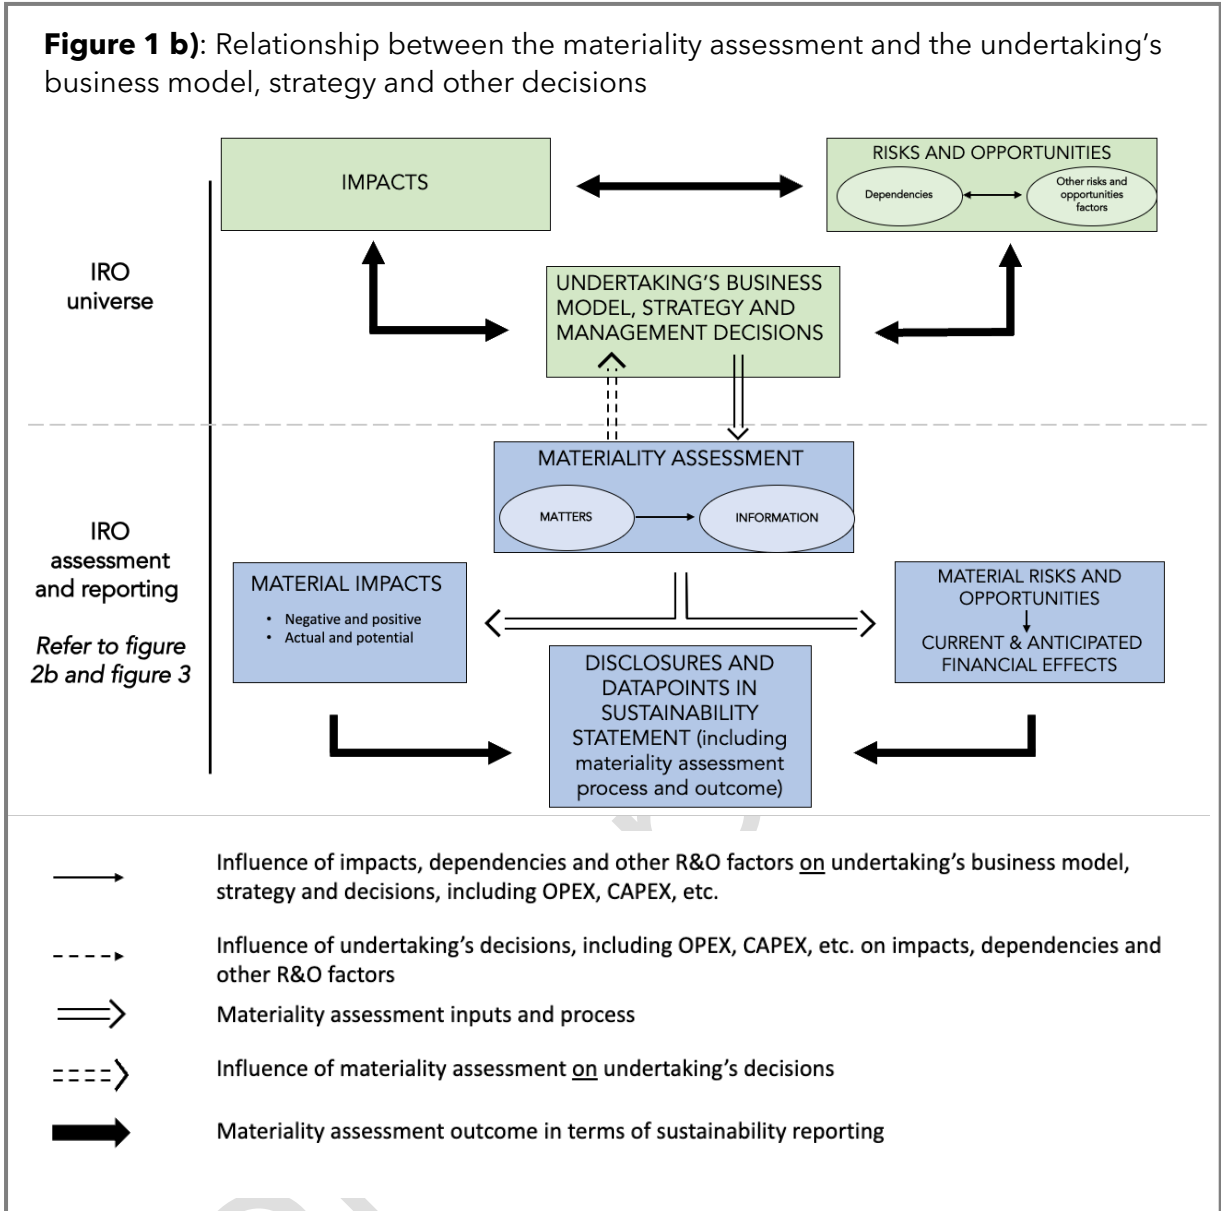 Figure 1 b): Relationship between the materiality assessment and the undertaking’s
business model, strategy and other decisions
IMPACTS
RISKS AND OPPORTUNITIES
Dependencies
Other risks and
opportunities
factors
IRO
universe
UNDERTAKING’S BUSINESS
MODEL, STRATEGY AND
MANAGEMENT DECISIONS
MATERIALITY ASSESSMENT
MATTERS
INFORMATION
IRO
assessment
and reporting
Refer to figure
2b and figure 3
MATERIAL IMPACTS
• Negative and positive
• Actual and potential
MATERIAL RISKS AND
OPPORTUNITIES
CURRENT & ANTICIPATED
FINANCIAL EFFECTS
DISCLOSURES AND
DATAPOINTS IN
SUSTAINABILITY
STATEMENT (including
materiality assessment
process and outcome)
Influence of impacts, dependencies and other R&O factors on undertaking’s business model,
strategy and decisions, including OPEX, CAPEX, etc.
Influence of undertaking’s decisions, including OPEX, CAPEX, etc. on impacts, dependencies and
other R&O factors
Materiality assessment inputs and process
Influence of materiality assessment on undertaking’s decisions
Materiality assessment outcome in terms of sustainability reporting